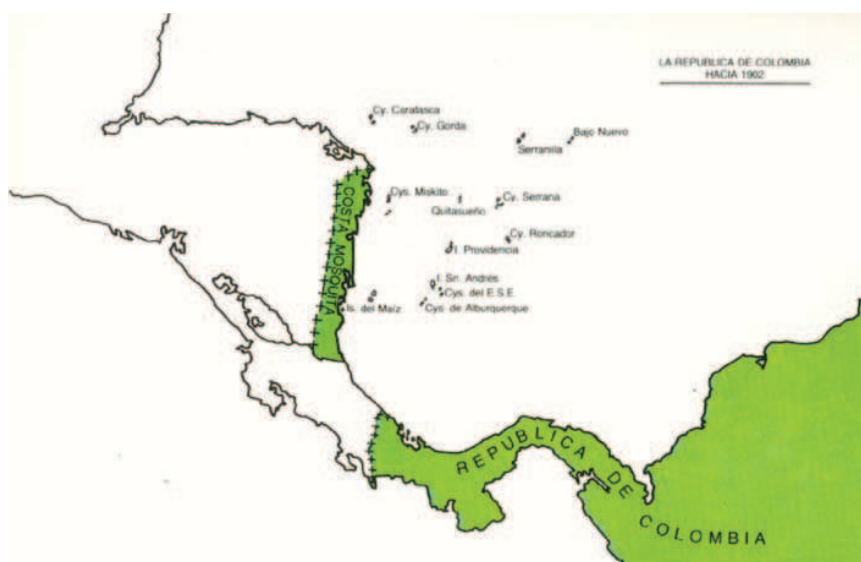 LA REPUBLICA DE COLOMBIA
HACIA 1902
Cy. Caratasca
Cy. Gorda
Bajo Nuevo
Serranilla
Cys. Miskito
Quitasueño
Cy. Serrana
Cy. Roncador
I. Providencia
I. Sn. Andrés
Cys. del E.S.E.
Is. del Maíz
Cys. de Alburquerque
COSTA MOSQUITA
REPUBLICA DE COLOMBIA